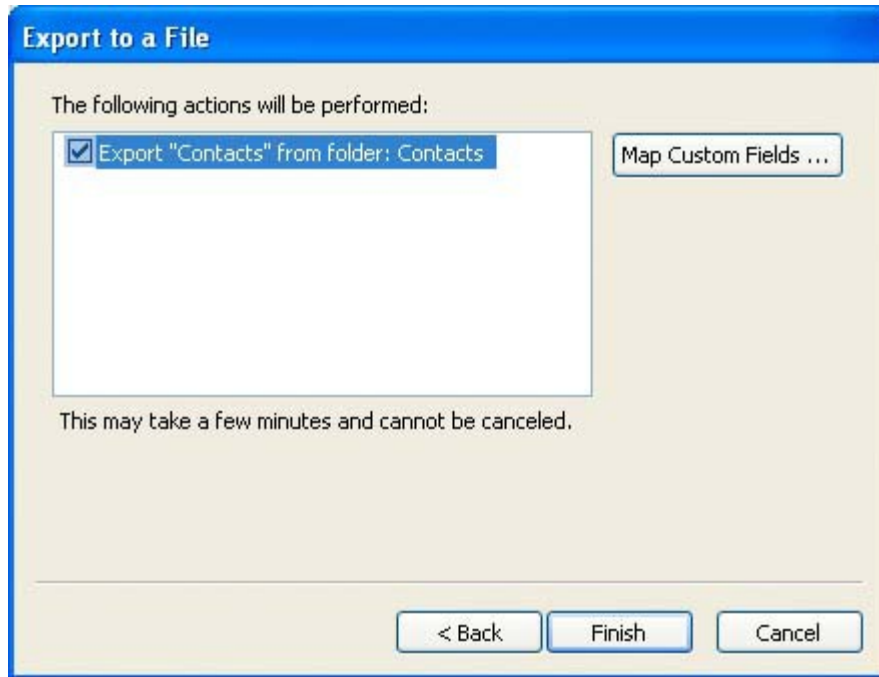 Export to a File
The following actions will be performed:
Export "Contacts" from folder: Contacts
Map Custom Fields ...
This may take a few minutes and cannot be canceled.
< Back
Finish
Cancel